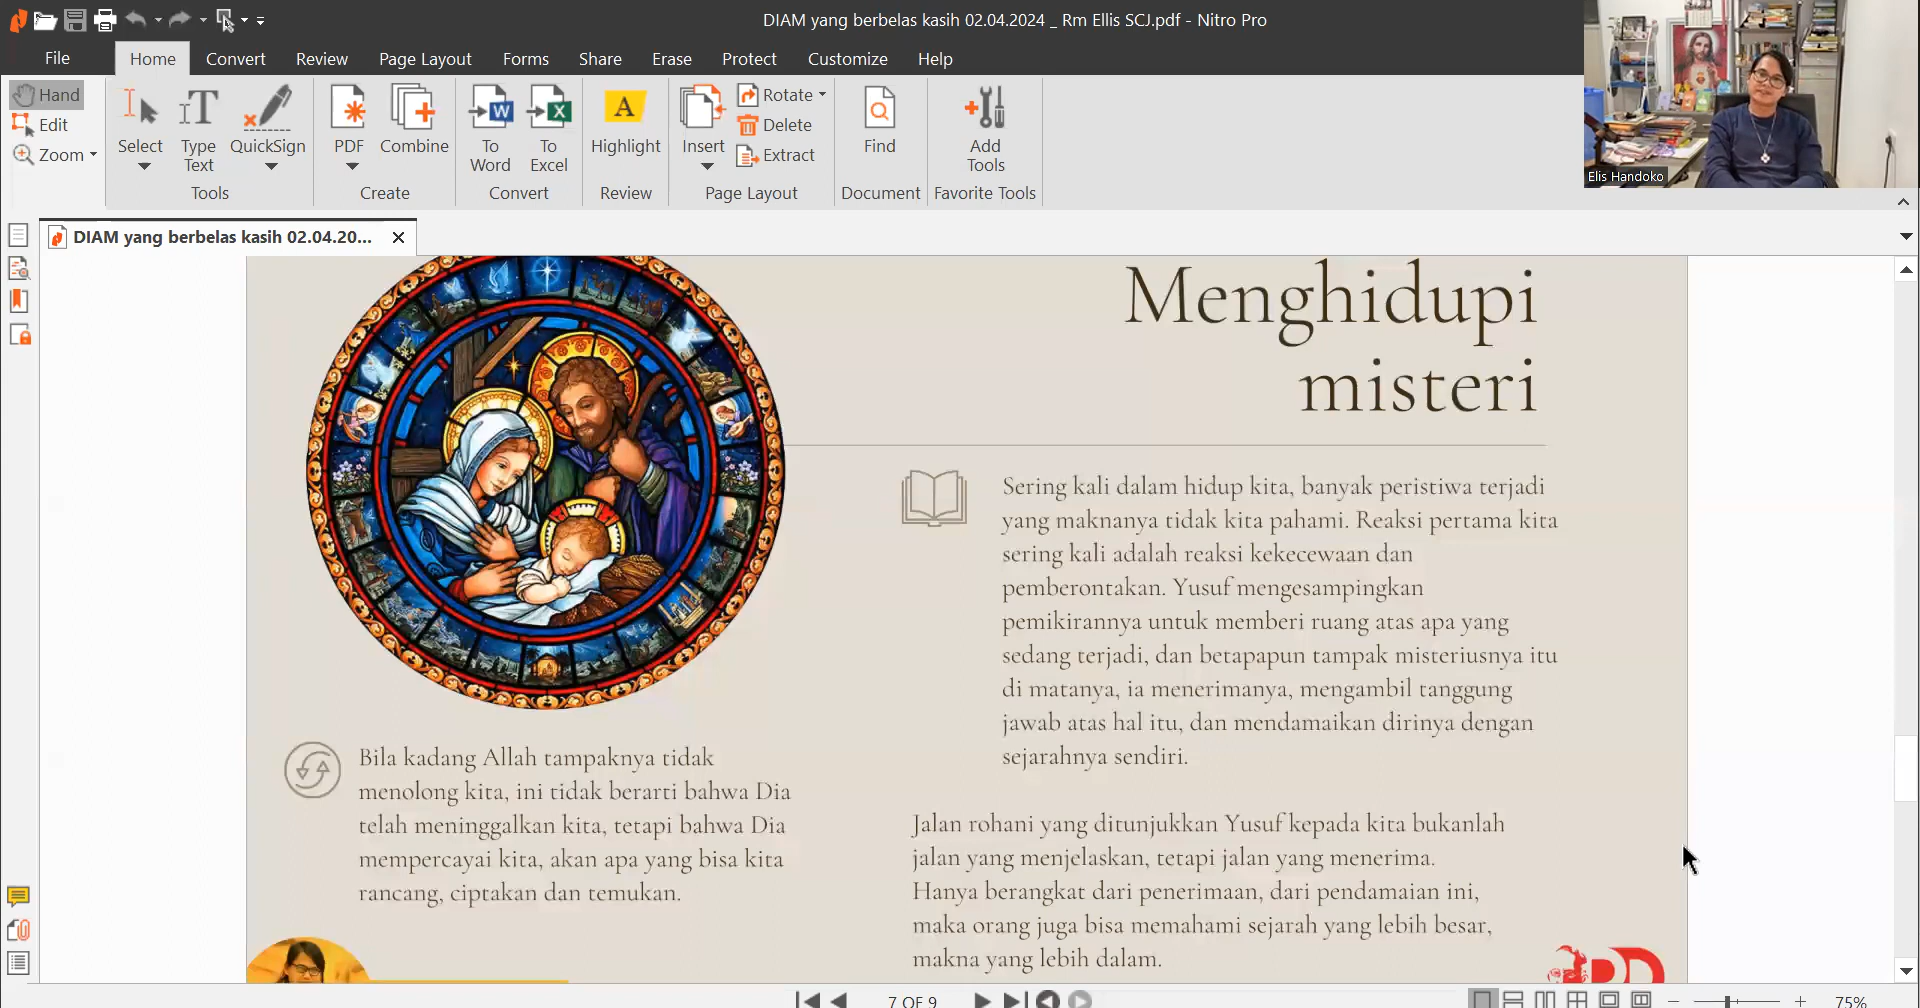 DIAM yang berbelas kasih 02.04.2024 _ Rm Ellis SCJ.pdf - Nitro Pro
File Home Convert Review Page Layout Forms Share Erase Protect Customize Help
Hand
Edit
Zoom
Select
Type
Text
QuickSign
Tools
PDF
Combine
Create
To
Word
To
Excel
Convert
A
Highlight
Review
Insert
Rotate
Delete
Extract
Page Layout
Find
Document
Add
Tools
Favorite Tools
Elis Handoko
DIAM yang berbelas kasih 02.04.20...
Menghidupi
misteri
Sering kali dalam hidup kita, banyak peristiwa terjadi
yang maknanya tidak kita pahami. Reaksi pertama kita
sering kali adalah reaksi kekecewaan dan
pemberontakan. Yusuf mengesampingkan
pemikirannya untuk memberi ruang atas apa yang
sedang terjadi, dan betapapun tampak misteriusnya itu
di matanya, ia menerimanya, mengambil tanggung
jawab atas hal itu, dan mendamaikan dirinya dengan
sejarahnya sendiri.
Bila kadang Allah tampaknya tidak
menolong kita, ini tidak berarti bahwa Dia
telah meninggalkan kita, tetapi bahwa Dia
mempercayai kita, akan apa yang bisa kita
rancang, ciptakan dan temukan.
Jalan rohani yang ditunjukkan Yusuf kepada kita bukanlah
jalan yang menjelaskan, tetapi jalan yang menerima.
Hanya berangkat dari penerimaan, dari pendamaian ini,
maka orang juga bisa memahami sejarah yang lebih besar,
makna yang lebih dalam.
7 OF 9
75%